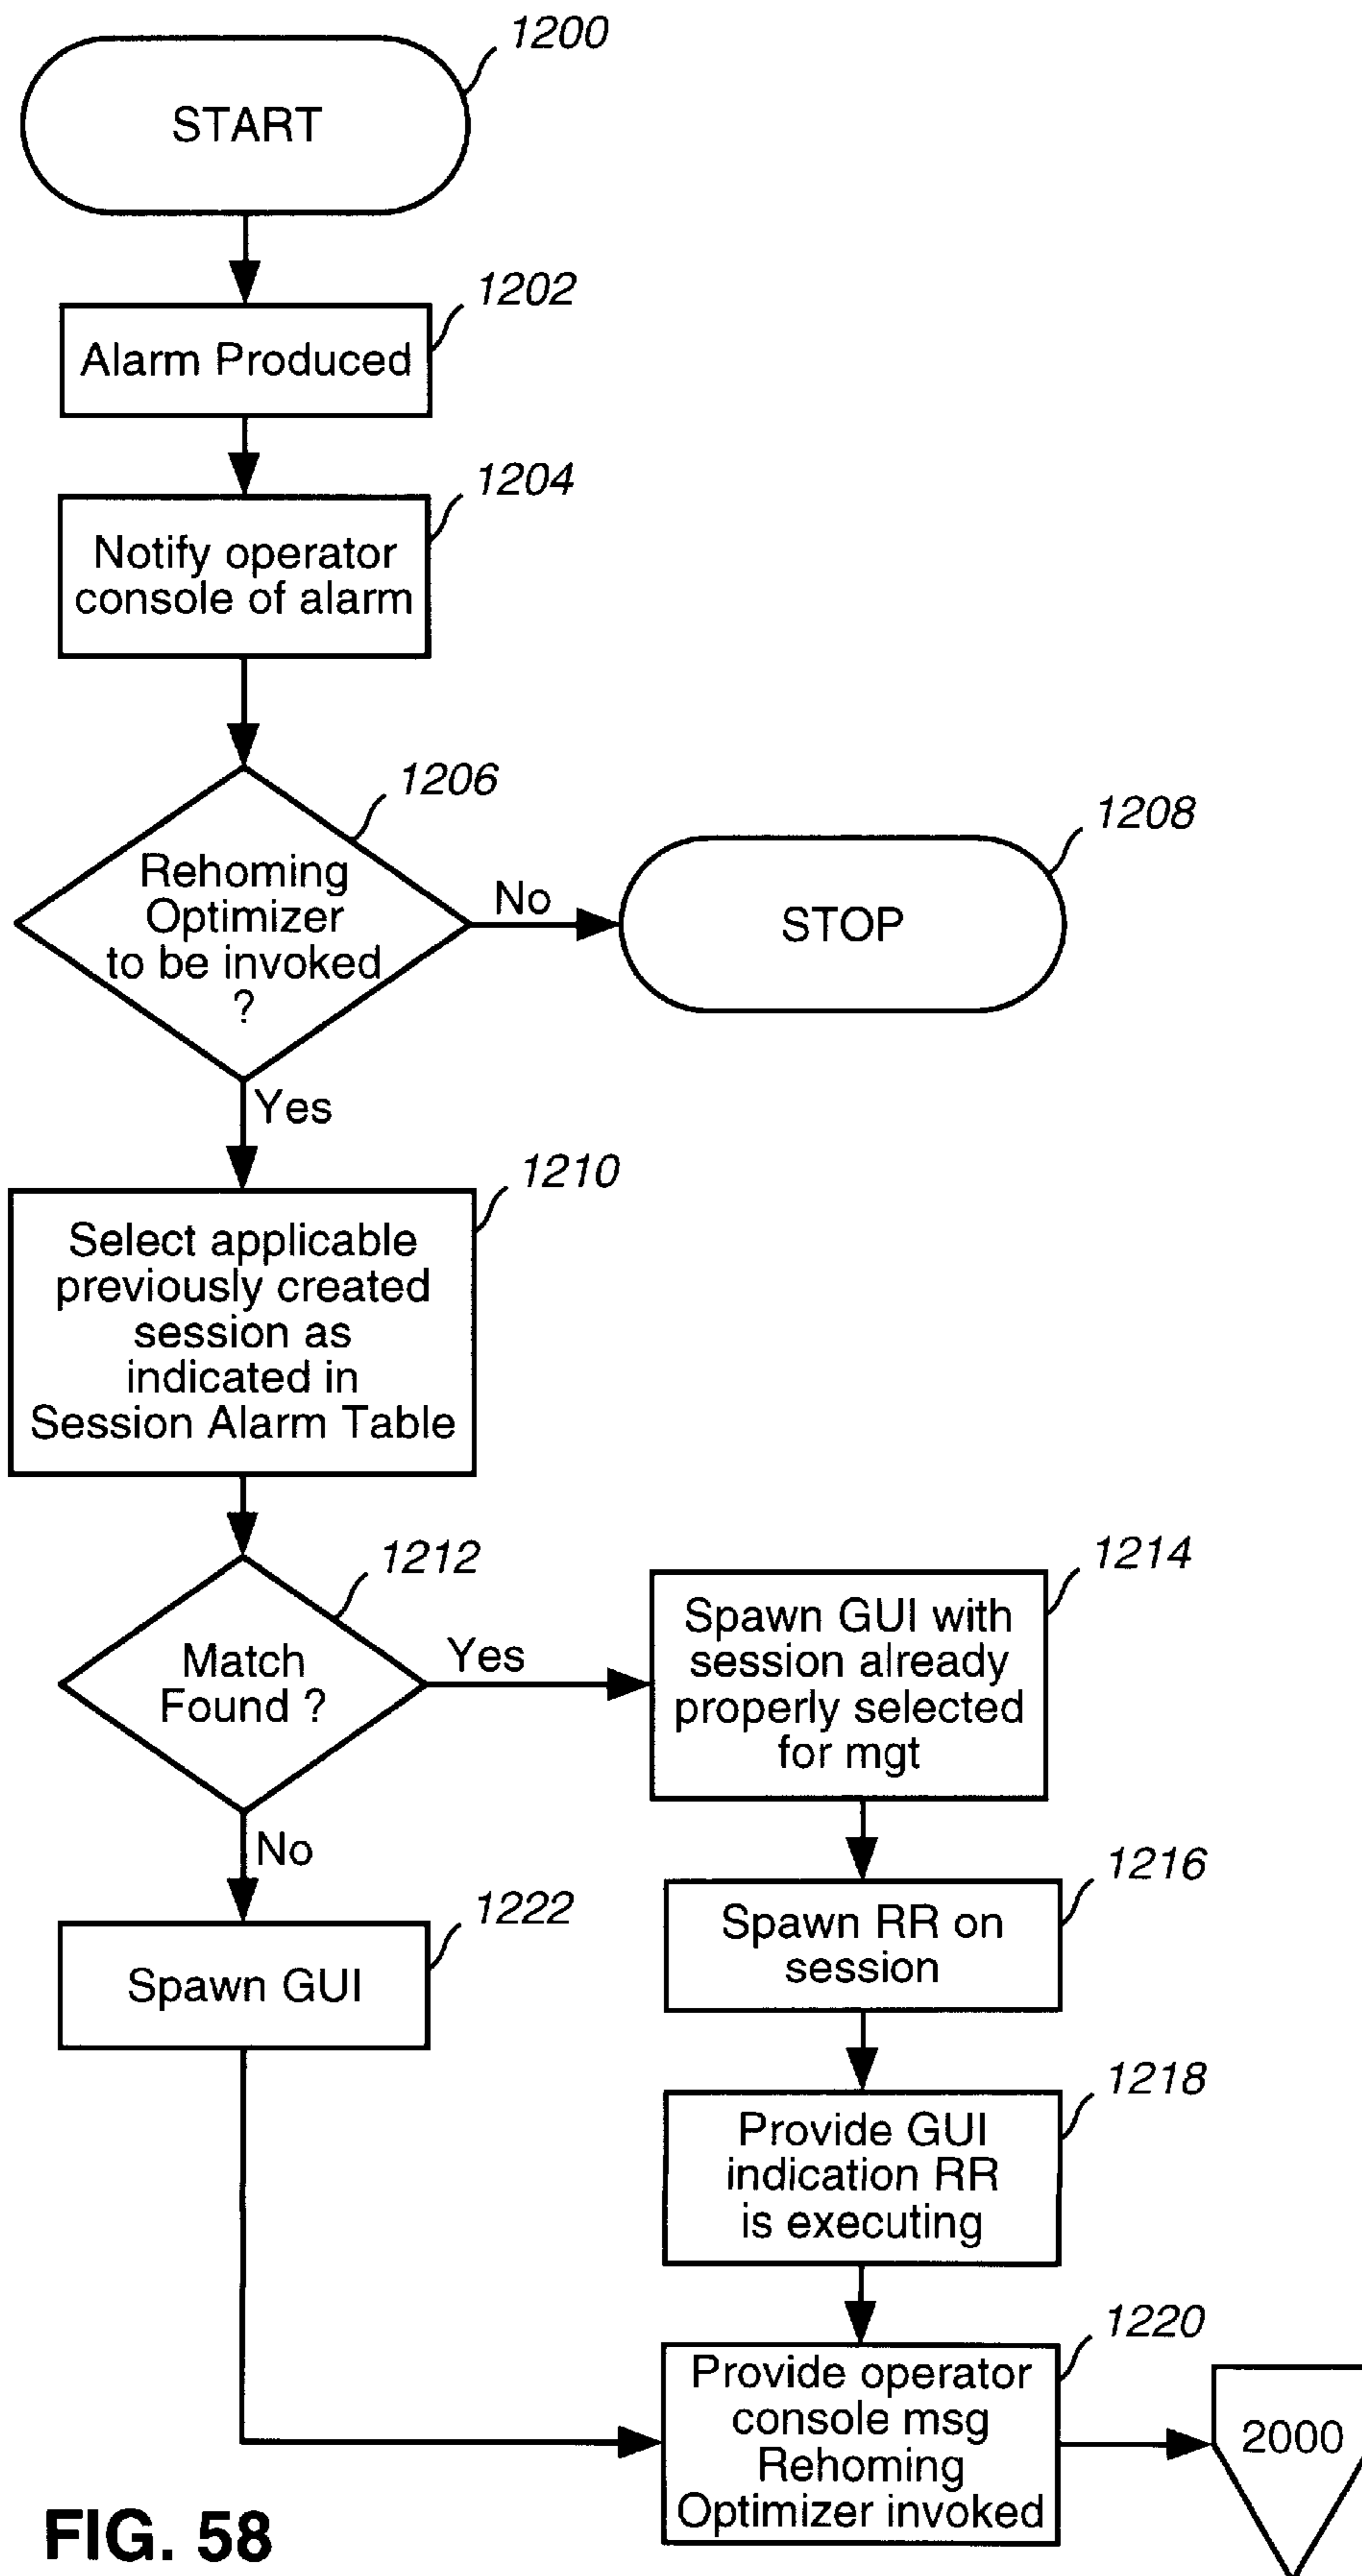 1200
START
1202
Alarm Produced
1204
Notify operator
console of alarm
1206
Rehoming
Optimizer
to be invoked
?
No
1208
STOP
Yes
1210
Select applicable
previously created
session as
indicated in
Session Alarm Table
1212
Match
Found ?
Yes
1214
Spawn GUI with
session already
properly selected
for mgt
1216
Spawn RR on
session
No
1222
Spawn GUI
1218
Provide GUI
indication RR
is executing
1220
Provide operator
console msg
Rehoming
Optimizer invoked
2000
FIG. 58